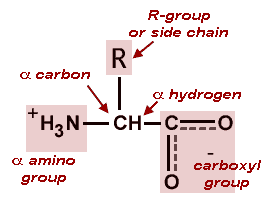 R-group
or side chain
R
α carbon
α hydrogen
+
H3N
CH
C
O
α amino
group
-
carboxyl
group
O